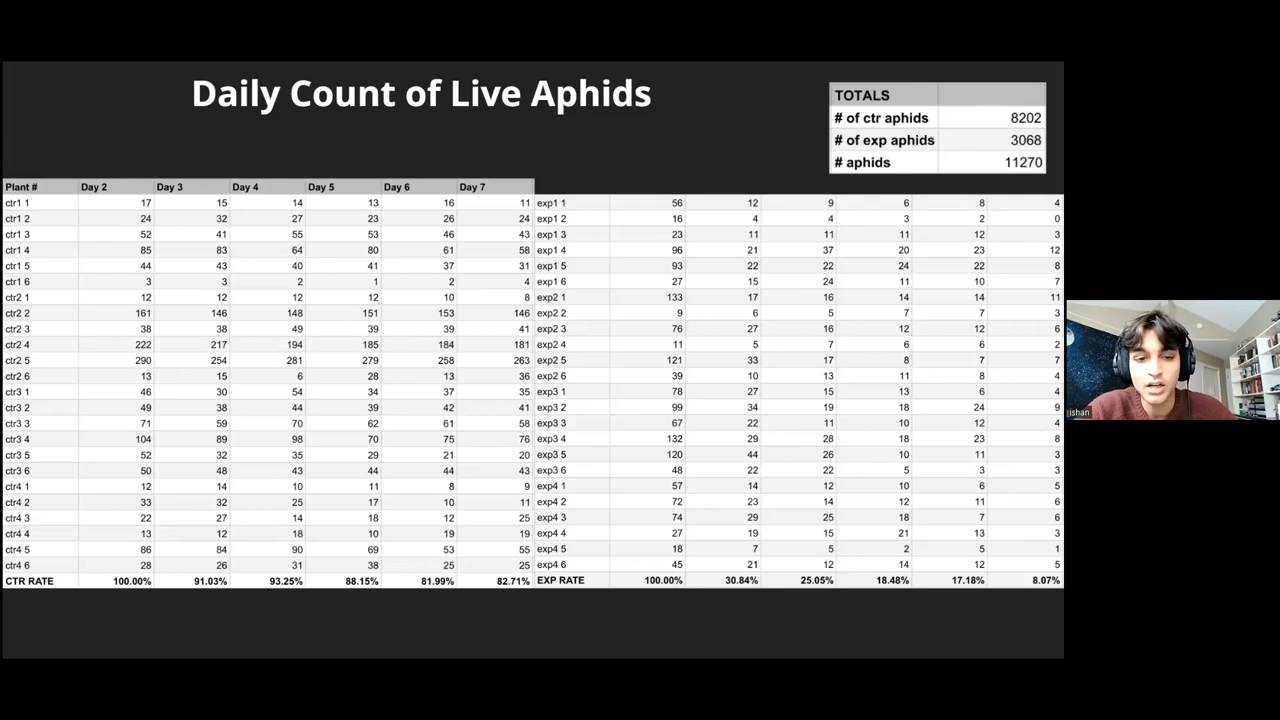 Daily Count of Live Aphids
TOTALS
# of ctr aphids 8202
# of exp aphids 3068
# aphids 11270
Plant # Day 2 Day 3 Day 4 Day 5 Day 6 Day 7
ctr1 1 17 15 14 13 16 11 exp1 1 56 12 9 6 8 4
ctr1 2 24 32 27 23 26 24 exp1 2 16 4 4 3 2 0
ctr1 3 52 41 55 53 46 43 exp1 3 23 11 11 11 12 3
ctr1 4 85 83 64 80 61 58 exp1 4 96 21 37 20 23 12
ctr1 5 44 43 40 41 37 31 exp1 5 93 22 22 24 22 8
ctr1 6 3 3 2 1 2 4 exp1 6 27 15 24 11 10 7
ctr2 1 12 12 12 12 10 8 exp2 1 133 17 16 14 14 11
ctr2 2 161 146 148 151 153 146 exp2 2 9 6 5 7 7 3
ctr2 3 38 38 49 39 39 41 exp2 3 76 27 16 12 12 6
ctr2 4 222 217 194 185 184 181 exp2 4 11 5 7 6 6 2
ctr2 5 290 254 281 279 258 263 exp2 5 121 33 17 8 7 7
ctr2 6 13 15 6 28 13 36 exp2 6 39 10 13 11 8 4
ctr3 1 46 30 54 34 37 35 exp3 1 78 27 15 13 6 4
ctr3 2 49 38 44 39 42 41 exp3 2 99 34 19 18 24 9
ctr3 3 71 59 70 62 61 58 exp3 3 67 22 11 10 12 4
ctr3 4 104 89 98 70 75 76 exp3 4 132 29 28 18 23 8
ctr3 5 52 32 35 29 21 20 exp3 5 120 44 26 10 11 3
ctr3 6 50 48 43 44 44 43 exp3 6 48 22 22 5 3 3
ctr4 1 12 14 10 11 8 9 exp4 1 57 14 12 10 6 5
ctr4 2 33 32 25 17 10 11 exp4 2 72 23 14 12 11 6
ctr4 3 22 27 14 18 12 25 exp4 3 74 29 25 18 7 6
ctr4 4 13 12 18 10 19 19 exp4 4 27 19 15 21 13 3
ctr4 5 86 84 90 69 53 55 exp4 5 18 7 5 2 5 1
ctr4 6 28 26 31 38 25 25 exp4 6 45 21 12 14 12 5
CTR RATE 100.00% 91.03% 93.25% 88.15% 81.99% 82.71% EXP RATE 100.00% 30.84% 25.05% 18.48% 17.18% 8.07%
ishan